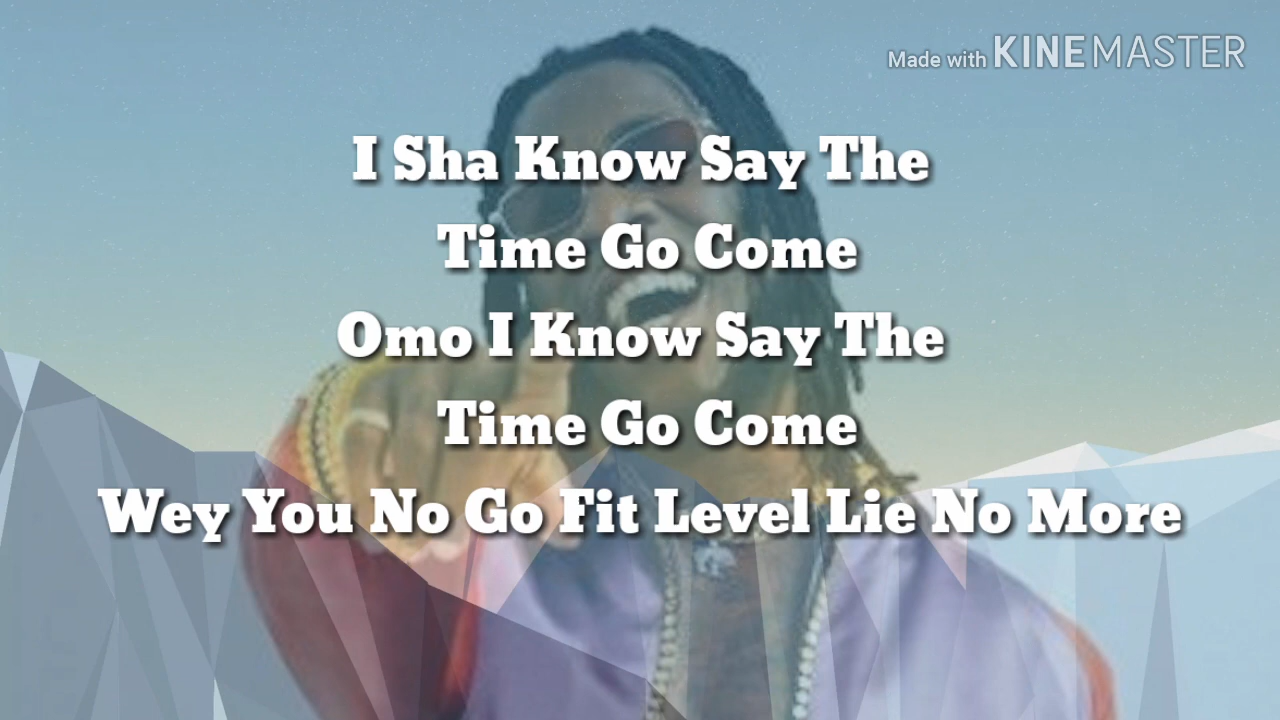 Made with KINEMASTER
I Sha Know Say The
Time Go Come
Omo I Know Say The
Time Go Come
Wey You No Go Fit Level Lie No More